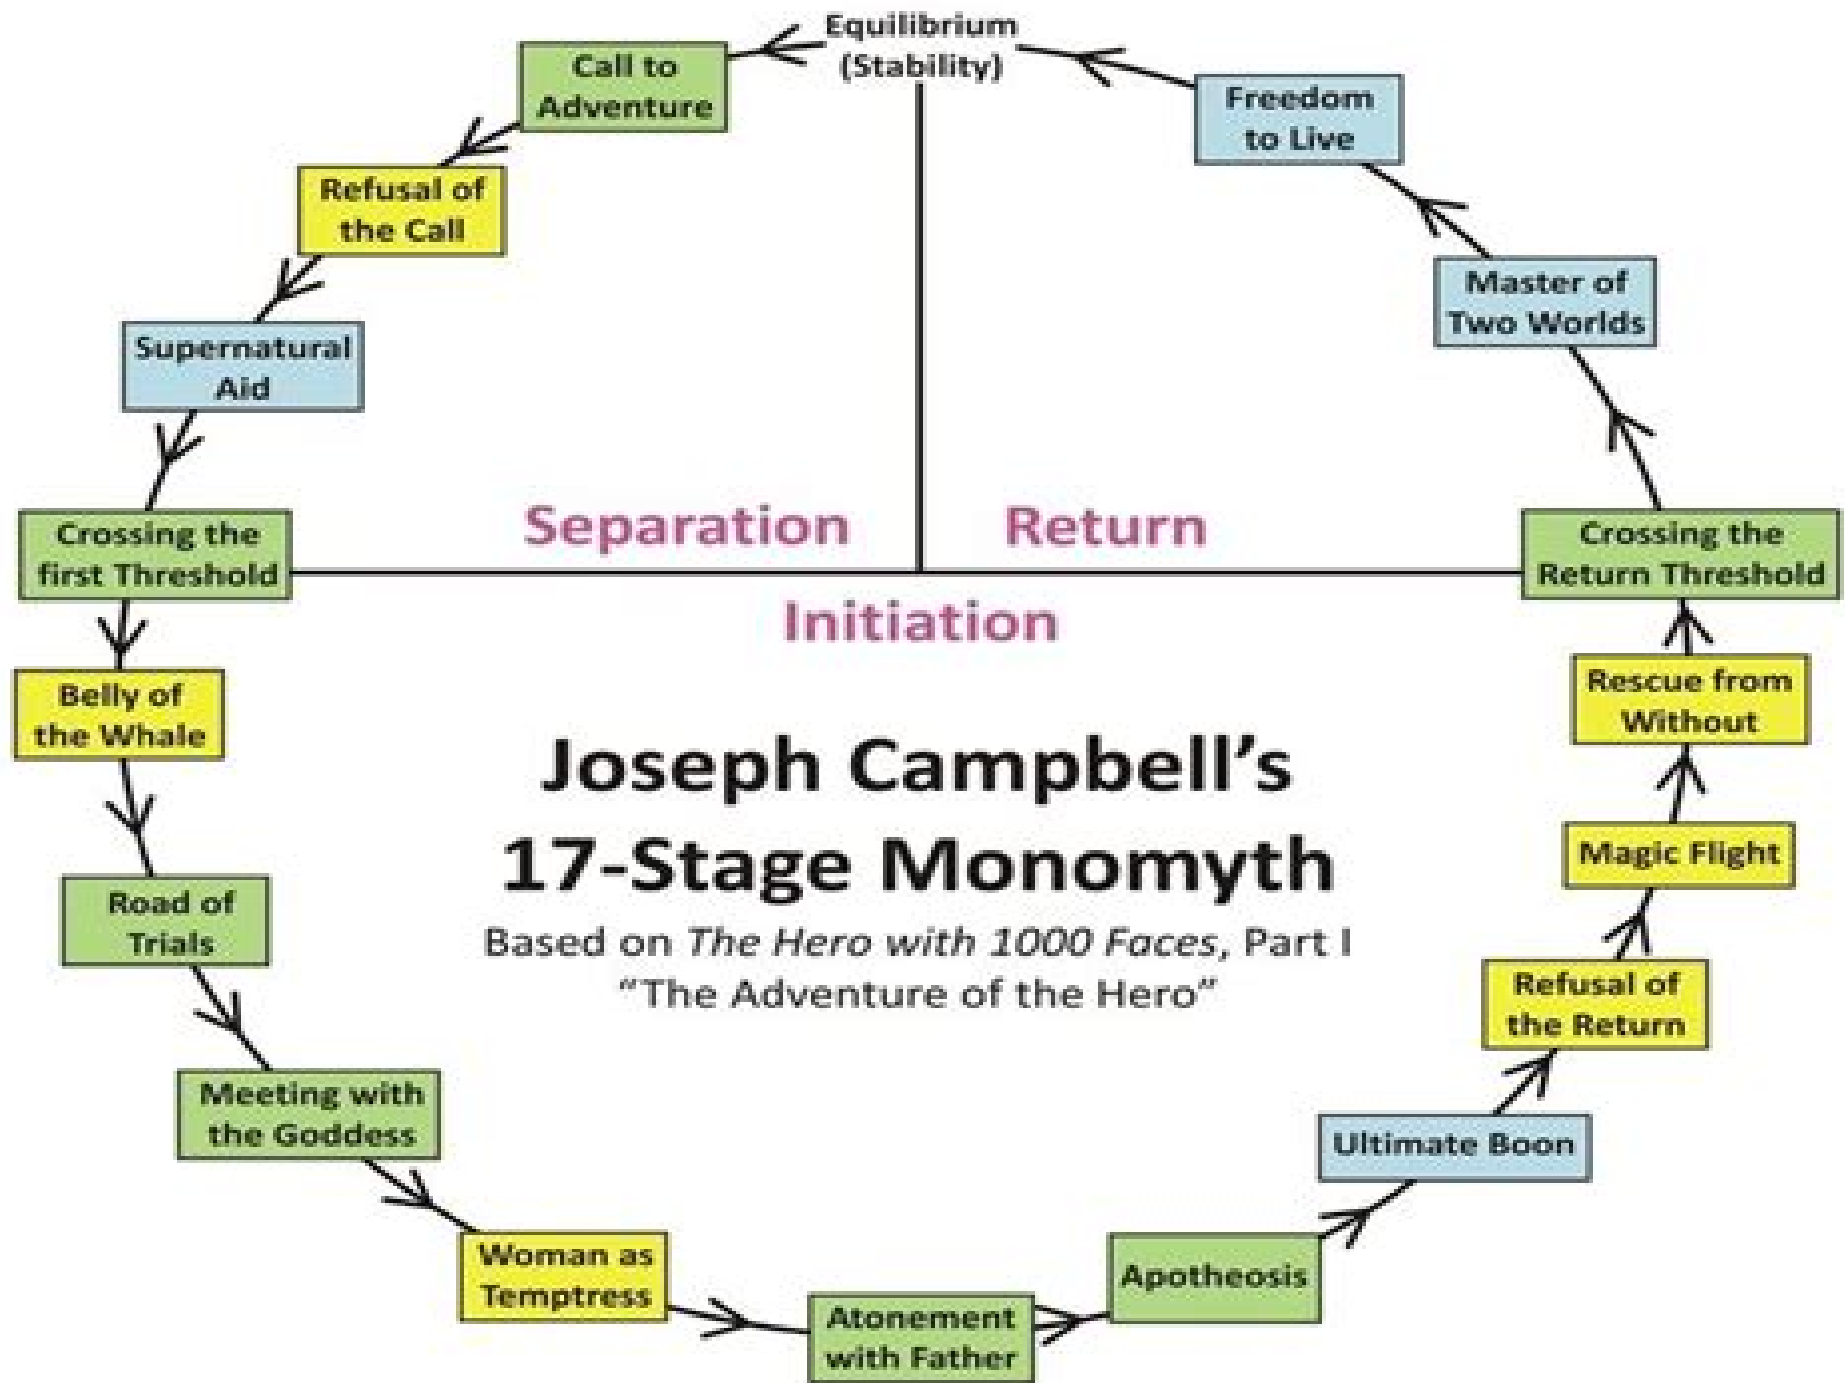 Equilibrium
(Stability)
Call to
Adventure
Refusal of
the Call
Supernatural
Aid
Crossing the
first Threshold
Belly of
the Whale
Road of
Trials
Meeting with
the Goddess
Woman as
Temptress
Atonement
with Father
Apotheosis
Ultimate Boon
Refusal of
the Return
Magic Flight
Rescue from
Without
Crossing the
Return Threshold
Master of
Two Worlds
Freedom
to Live
Separation
Return
Initiation
Joseph Campbell’s
17-Stage Monomyth
Based on The Hero with 1000 Faces, Part I
“The Adventure of the Hero”